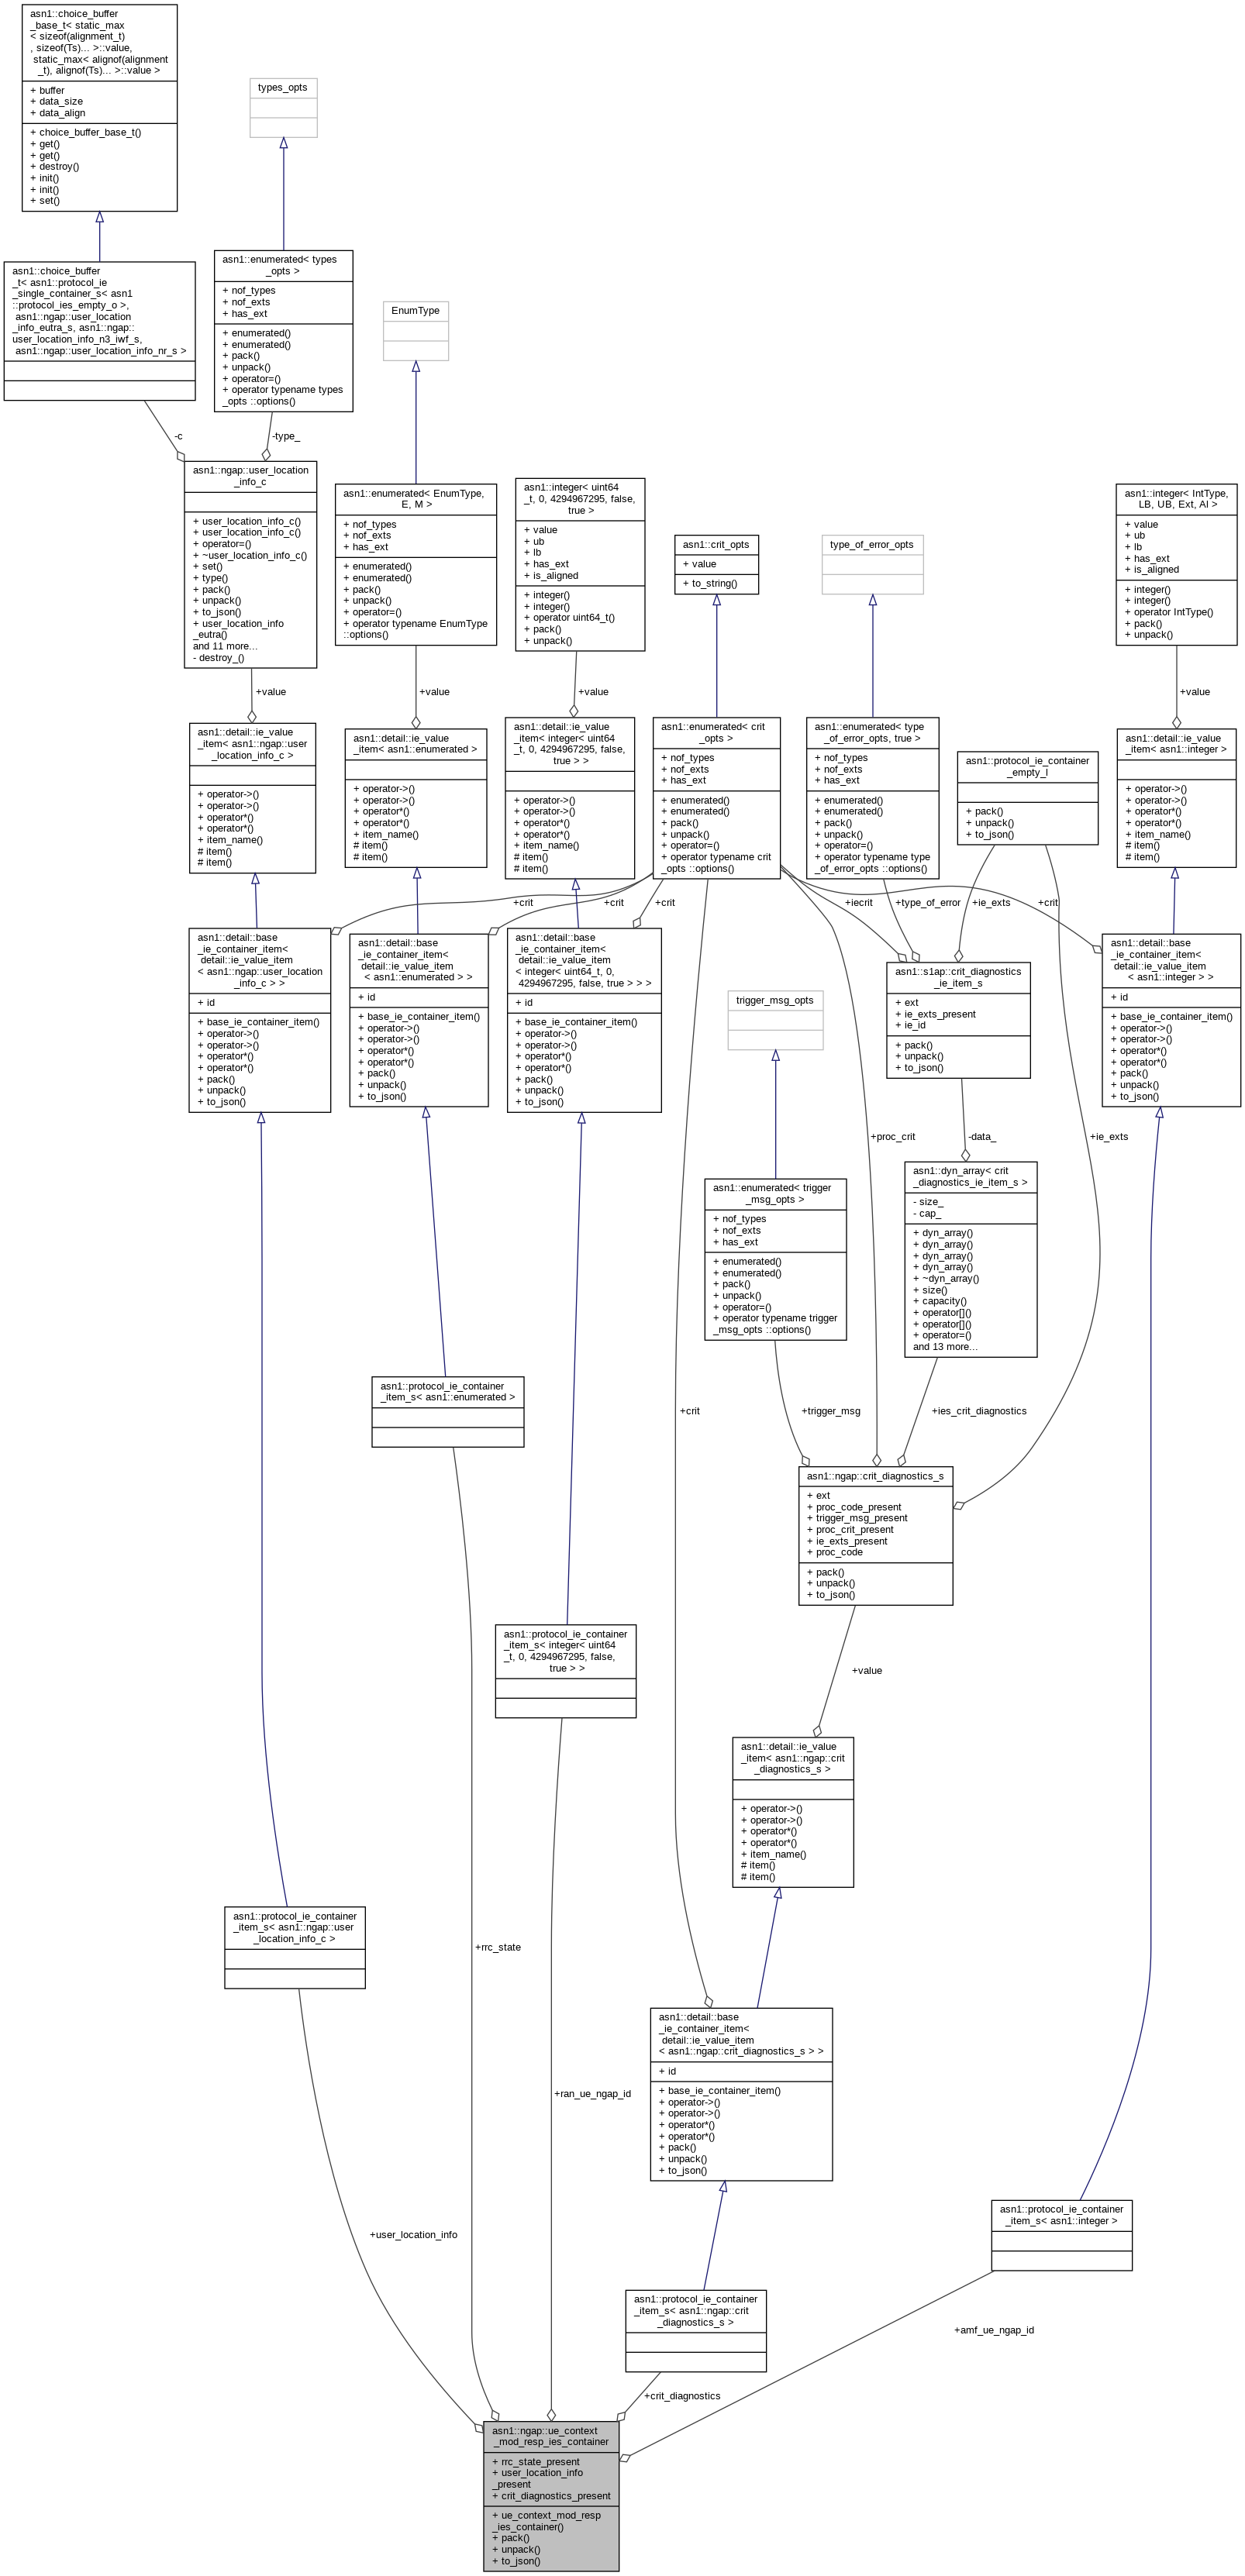 asn1::choice_buffer
_base_t< static_max
< sizeof(alignment_t)
, sizeof(Ts)... >::value,
static_max< alignof(alignment
_t), alignof(Ts)... >::value >
+ buffer
+ data_size
+ data_align
+ choice_buffer_base_t()
+ get()
+ get()
+ destroy()
+ init()
+ init()
+ set()
types_opts
asn1::choice_buffer
_t< asn1::protocol_ie
_single_container_s< asn1
::protocol_ies_empty_o >,
asn1::ngap::user_location
_info_eutra_s, asn1::ngap::
user_location_info_n3_iwf_s,
asn1::ngap::user_location_info_nr_s >
asn1::enumerated< types
_opts >
+ nof_types
+ nof_exts
+ has_ext
+ enumerated()
+ enumerated()
+ pack()
+ unpack()
+ operator=()
+ operator typename types
_opts ::options()
EnumType
-c
-type_
asn1::ngap::user_location
_info_c
+ user_location_info_c()
+ user_location_info_c()
+ operator=()
+ ~user_location_info_c()
+ set()
+ type()
+ pack()
+ unpack()
+ to_json()
+ user_location_info
_eutra()
and 11 more...
- destroy_()
asn1::enumerated< EnumType,
E, M >
+ nof_types
+ nof_exts
+ has_ext
+ enumerated()
+ enumerated()
+ pack()
+ unpack()
+ operator=()
+ operator typename EnumType
::options()
asn1::integer< uint64
_t, 0, 4294967295, false,
true >
+ value
+ ub
+ lb
+ has_ext
+ is_aligned
+ integer()
+ integer()
+ operator uint64_t()
+ pack()
+ unpack()
asn1::crit_opts
+ value
+ to_string()
type_of_error_opts
asn1::integer< IntType,
LB, UB, Ext, Al >
+ value
+ ub
+ lb
+ has_ext
+ is_aligned
+ integer()
+ integer()
+ operator IntType()
+ pack()
+ unpack()
+value
+value
+value
+value
asn1::detail::ie_value
_item< asn1::ngap::user
_location_info_c >
+ operator->()
+ operator->()
+ operator*()
+ operator*()
+ item_name()
# item()
# item()
asn1::detail::ie_value
_item< asn1::enumerated >
+ operator->()
+ operator->()
+ operator*()
+ operator*()
+ item_name()
# item()
# item()
asn1::detail::ie_value
_item< integer< uint64
_t, 0, 4294967295, false,
true > >
+ operator->()
+ operator->()
+ operator*()
+ operator*()
+ item_name()
# item()
# item()
asn1::enumerated< crit
_opts >
+ nof_types
+ nof_exts
+ has_ext
+ enumerated()
+ enumerated()
+ pack()
+ unpack()
+ operator=()
+ operator typename crit
_opts ::options()
asn1::enumerated< type
_of_error_opts, true >
+ nof_types
+ nof_exts
+ has_ext
+ enumerated()
+ enumerated()
+ pack()
+ unpack()
+ operator=()
+ operator typename type
_of_error_opts ::options()
asn1::protocol_ie_container
_empty_l
+ pack()
+ unpack()
+ to_json()
asn1::detail::ie_value
_item< asn1::integer >
+ operator->()
+ operator->()
+ operator*()
+ operator*()
+ item_name()
# item()
# item()
+crit
+crit
+crit
+iecrit
+type_of_error
+ie_exts
+crit
asn1::detail::base
_ie_container_item<
detail::ie_value_item
< asn1::ngap::user_location
_info_c > >
+ id
+ base_ie_container_item()
+ operator->()
+ operator->()
+ operator*()
+ operator*()
+ pack()
+ unpack()
+ to_json()
asn1::detail::base
_ie_container_item<
detail::ie_value_item
< asn1::enumerated > >
+ id
+ base_ie_container_item()
+ operator->()
+ operator->()
+ operator*()
+ operator*()
+ pack()
+ unpack()
+ to_json()
asn1::detail::base
_ie_container_item<
detail::ie_value_item
< integer< uint64_t, 0,
4294967295, false, true > > >
+ id
+ base_ie_container_item()
+ operator->()
+ operator->()
+ operator*()
+ operator*()
+ pack()
+ unpack()
+ to_json()
trigger_msg_opts
asn1::s1ap::crit_diagnostics
_ie_item_s
+ ext
+ ie_exts_present
+ ie_id
+ pack()
+ unpack()
+ to_json()
asn1::detail::base
_ie_container_item<
detail::ie_value_item
< asn1::integer > >
+ id
+ base_ie_container_item()
+ operator->()
+ operator->()
+ operator*()
+ operator*()
+ pack()
+ unpack()
+ to_json()
+proc_crit
-data_
+ie_exts
asn1::enumerated< trigger
_msg_opts >
+ nof_types
+ nof_exts
+ has_ext
+ enumerated()
+ enumerated()
+ pack()
+ unpack()
+ operator=()
+ operator typename trigger
_msg_opts ::options()
asn1::dyn_array< crit
_diagnostics_ie_item_s >
- size_
- cap_
+ dyn_array()
+ dyn_array()
+ dyn_array()
+ dyn_array()
+ ~dyn_array()
+ size()
+ capacity()
+ operator[]()
+ operator[]()
+ operator=()
and 13 more...
asn1::protocol_ie_container
_item_s< asn1::enumerated >
+crit
+trigger_msg
+ies_crit_diagnostics
asn1::ngap::crit_diagnostics_s
+ ext
+ proc_code_present
+ trigger_msg_present
+ proc_crit_present
+ ie_exts_present
+ proc_code
+ pack()
+ unpack()
+ to_json()
asn1::protocol_ie_container
_item_s< integer< uint64
_t, 0, 4294967295, false,
true > >
+value
asn1::detail::ie_value
_item< asn1::ngap::crit
_diagnostics_s >
+ operator->()
+ operator->()
+ operator*()
+ operator*()
+ item_name()
# item()
# item()
asn1::protocol_ie_container
_item_s< asn1::ngap::user
_location_info_c >
+rrc_state
asn1::detail::base
_ie_container_item<
detail::ie_value_item
< asn1::ngap::crit_diagnostics_s > >
+ id
+ base_ie_container_item()
+ operator->()
+ operator->()
+ operator*()
+ operator*()
+ pack()
+ unpack()
+ to_json()
+ran_ue_ngap_id
asn1::protocol_ie_container
_item_s< asn1::integer >
+user_location_info
asn1::protocol_ie_container
_item_s< asn1::ngap::crit
_diagnostics_s >
+amf_ue_ngap_id
+crit_diagnostics
asn1::ngap::ue_context
_mod_resp_ies_container
+ rrc_state_present
+ user_location_info
_present
+ crit_diagnostics_present
+ ue_context_mod_resp
_ies_container()
+ pack()
+ unpack()
+ to_json()